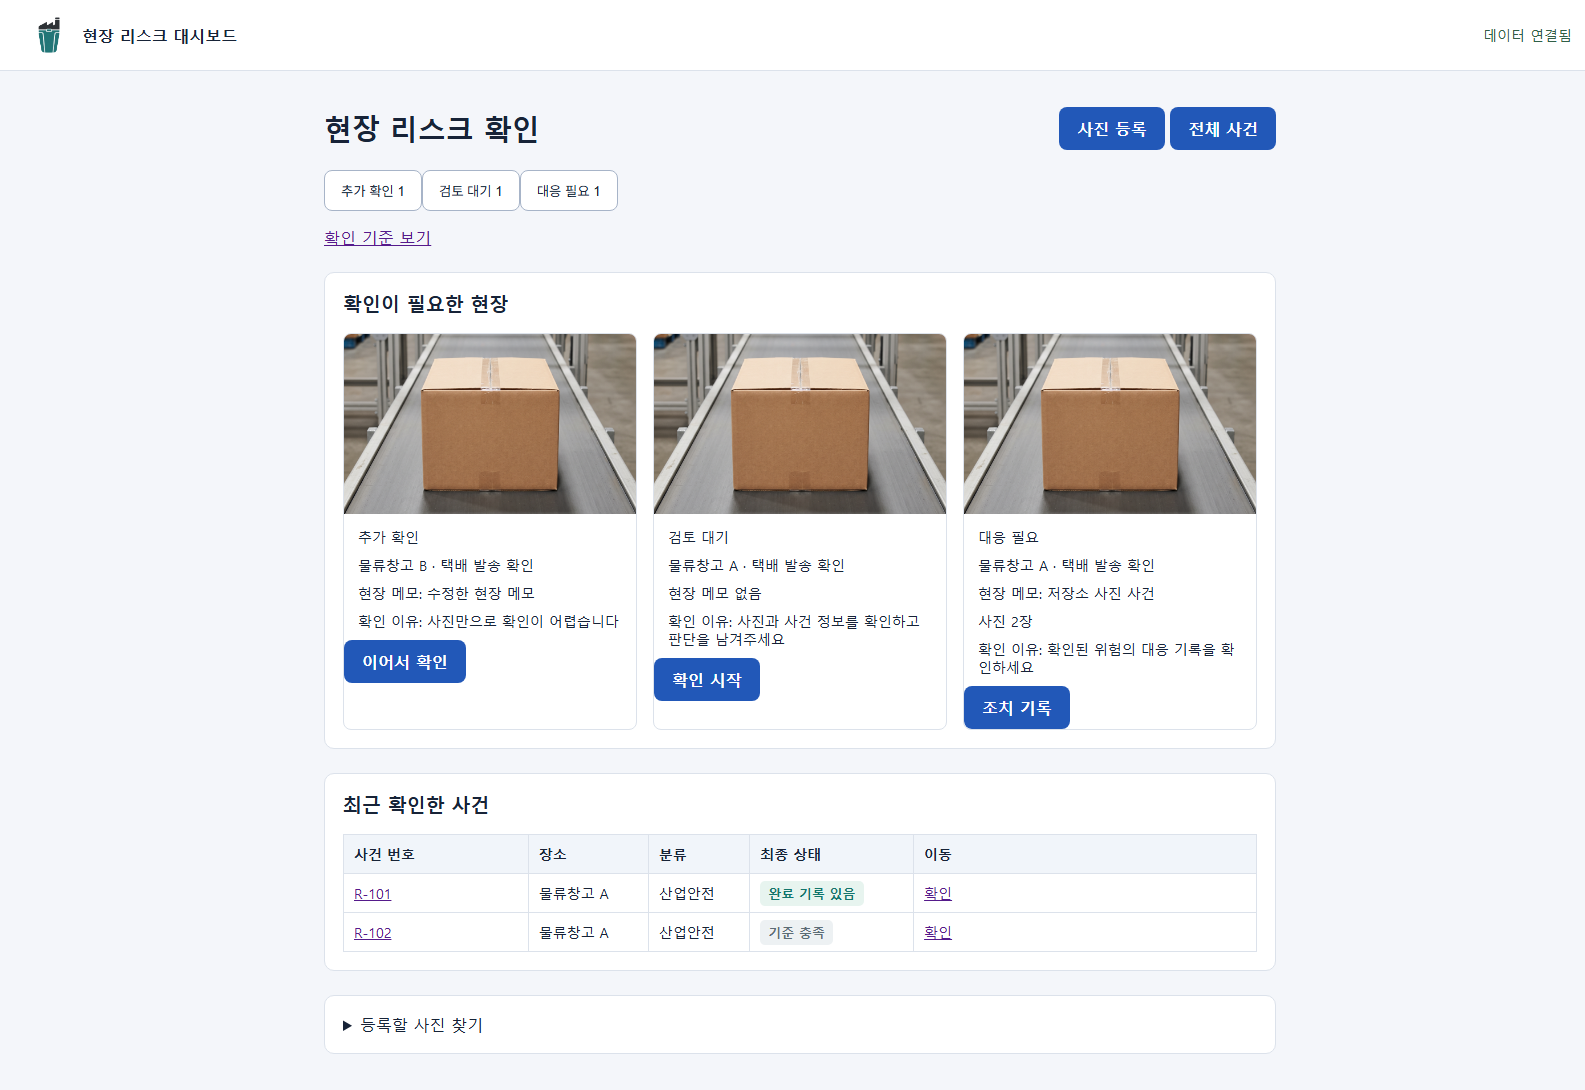 현장 리스크 대시보드
데이터 연결됨
현장 리스크 확인
사진 등록
전체 사건
추가 확인 1
검토 대기 1
대응 필요 1
확인 기준 보기
확인이 필요한 현장
추가 확인
물류창고 B · 택배 발송 확인
현장 메모: 수정한 현장 메모
확인 이유: 사진만으로 확인이 어렵습니다
이어서 확인
검토 대기
물류창고 A · 택배 발송 확인
현장 메모 없음
확인 이유: 사진과 사건 정보를 확인하고
판단을 남겨주세요
확인 시작
대응 필요
물류창고 A · 택배 발송 확인
현장 메모: 저장소 사진 사건
사진 2장
확인 이유: 확인된 위험의 대응 기록을 확
인하세요
조치 기록
최근 확인한 사건
사건 번호 장소 분류 최종 상태 이동
R-101 물류창고 A 산업안전 완료 기록 있음 확인
R-102 물류창고 A 산업안전 기준 충족 확인
▶ 등록할 사진 찾기